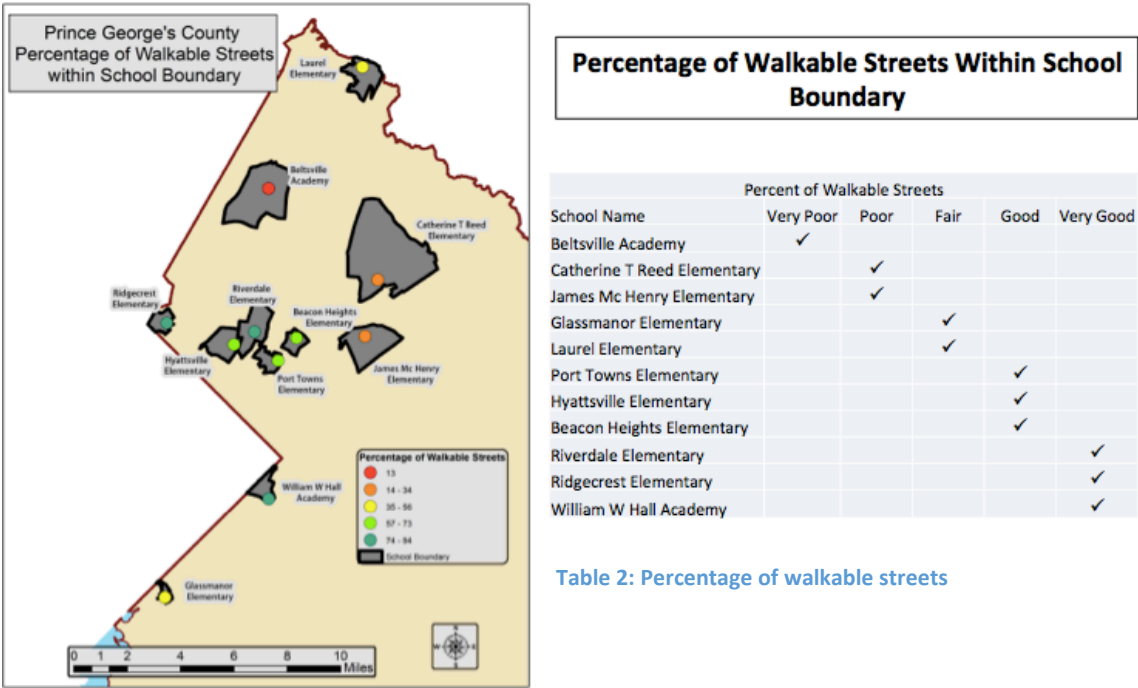 Prince George's County
Percentage of Walkable Streets
within School Boundary
Laurel
Elementary
Beltsville
Academy
Catherine T Reed
Elementary
Ridgecrest
Elementary
Riverdale
Elementary
Beacon Heights
Elementary
Hyattsville
Elementary
Port Towns
Elementary
James Mc Henry
Elementary
William W Hall
Academy
Glassmanor
Elementary
Percentage of Walkable Streets
13
14 - 34
35 - 56
57 - 73
74 - 94
School Boundary
0 1 2 4 6 8 10
Miles
N
W E
S
Percentage of Walkable Streets Within School
Boundary
Percent of Walkable Streets
School Name Very Poor Poor Fair Good Very Good
Beltsville Academy ✓
Catherine T Reed Elementary ✓
James Mc Henry Elementary ✓
Glassmanor Elementary ✓
Laurel Elementary ✓
Port Towns Elementary ✓
Hyattsville Elementary ✓
Beacon Heights Elementary ✓
Riverdale Elementary ✓
Ridgecrest Elementary ✓
William W Hall Academy ✓
Table 2: Percentage of walkable streets